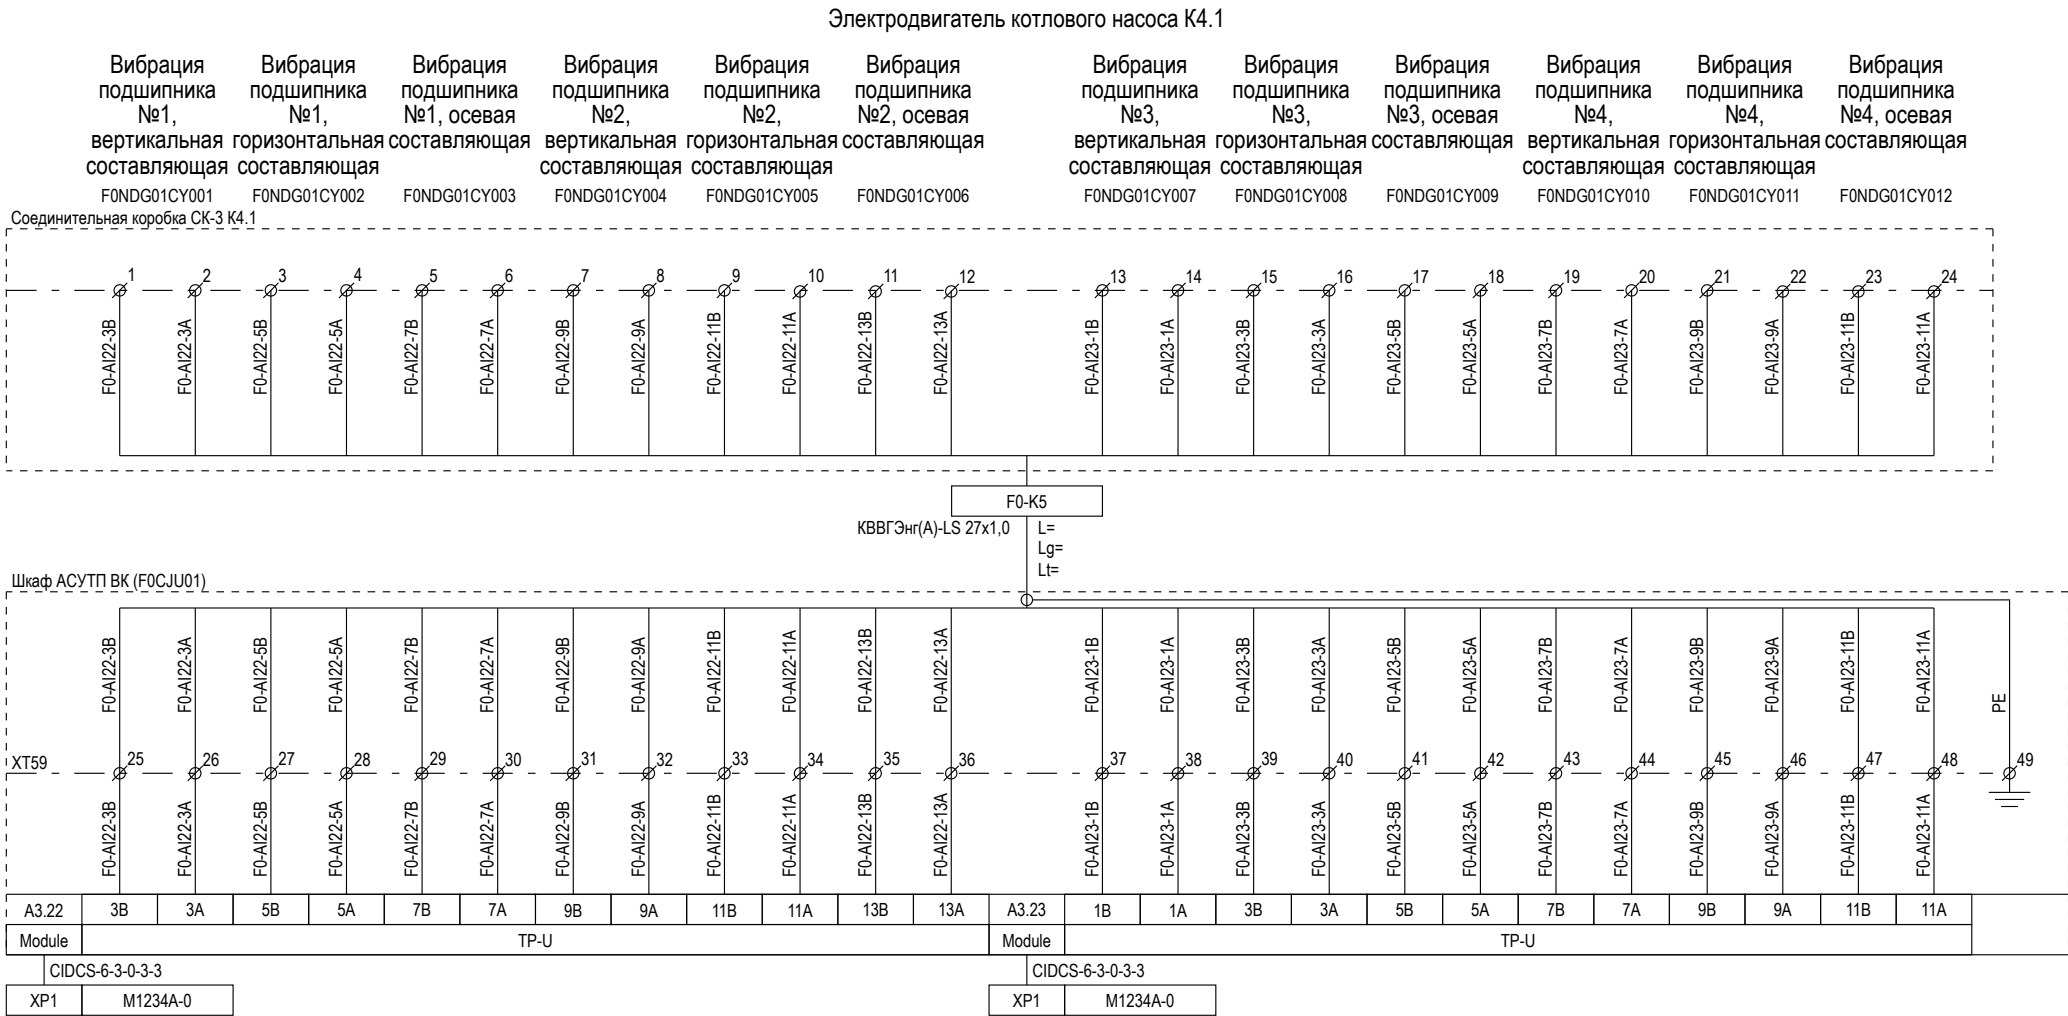 Электродвигатель котлового насоса К4.1
Вибрация подшипника №1, вертикальная составляющая
Вибрация подшипника №1, горизонтальная составляющая
Вибрация подшипника №1, осевая составляющая
Вибрация подшипника №2, вертикальная составляющая
Вибрация подшипника №2, горизонтальная составляющая
Вибрация подшипника №2, осевая составляющая
Вибрация подшипника №3, вертикальная составляющая
Вибрация подшипника №3, горизонтальная составляющая
Вибрация подшипника №3, осевая составляющая
Вибрация подшипника №4, вертикальная составляющая
Вибрация подшипника №4, горизонтальная составляющая
Вибрация подшипника №4, осевая составляющая
F0NDG01CY001 F0NDG01CY002 F0NDG01CY003 F0NDG01CY004 F0NDG01CY005 F0NDG01CY006 F0NDG01CY007 F0NDG01CY008 F0NDG01CY009 F0NDG01CY010 F0NDG01CY011 F0NDG01CY012
Соединительная коробка СК-3 К4.1
1 2 3 4 5 6 7 8 9 10 11 12 13 14 15 16 17 18 19 20 21 22 23 24
F0-AI22-3B F0-AI22-3A F0-AI22-5B F0-AI22-5A F0-AI22-7B F0-AI22-7A F0-AI22-9B F0-AI22-9A F0-AI22-11B F0-AI22-11A F0-AI22-13B F0-AI22-13A F0-AI23-1B F0-AI23-1A F0-AI23-3B F0-AI23-3A F0-AI23-5B F0-AI23-5A F0-AI23-7B F0-AI23-7A F0-AI23-9B F0-AI23-9A F0-AI23-11B F0-AI23-11A
F0-K5
КВВГЭнг(А)-LS 27x1,0 L=
Lg=
Lt=
Шкаф АСУТП ВК (F0CJU01)
F0-AI22-3B F0-AI22-3A F0-AI22-5B F0-AI22-5A F0-AI22-7B F0-AI22-7A F0-AI22-9B F0-AI22-9A F0-AI22-11B F0-AI22-11A F0-AI22-13B F0-AI22-13A F0-AI23-1B F0-AI23-1A F0-AI23-3B F0-AI23-3A F0-AI23-5B F0-AI23-5A F0-AI23-7B F0-AI23-7A F0-AI23-9B F0-AI23-9A F0-AI23-11B F0-AI23-11A PE
XT59 25 26 27 28 29 30 31 32 33 34 35 36 37 38 39 40 41 42 43 44 45 46 47 48 49
F0-AI22-3B F0-AI22-3A F0-AI22-5B F0-AI22-5A F0-AI22-7B F0-AI22-7A F0-AI22-9B F0-AI22-9A F0-AI22-11B F0-AI22-11A F0-AI22-13B F0-AI22-13A F0-AI23-1B F0-AI23-1A F0-AI23-3B F0-AI23-3A F0-AI23-5B F0-AI23-5A F0-AI23-7B F0-AI23-7A F0-AI23-9B F0-AI23-9A F0-AI23-11B F0-AI23-11A
A3.22 3B 3A 5B 5A 7B 7A 9B 9A 11B 11A 13B 13A A3.23 1B 1A 3B 3A 5B 5A 7B 7A 9B 9A 11B 11A
Module TP-U Module TP-U
CIDCS-6-3-0-3-3 CIDCS-6-3-0-3-3
XP1 M1234A-0 XP1 M1234A-0